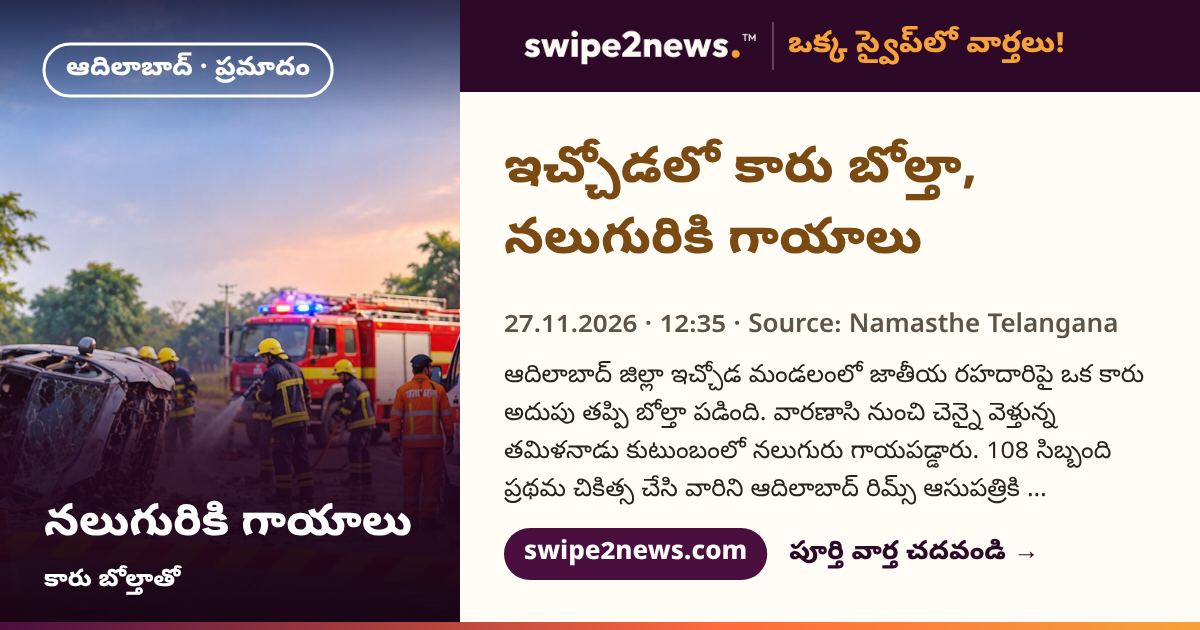 ఆదిలాబాద్ · ప్రమాదం
నలుగురికి గాయాలు
కారు బోల్తాతో
swipe2news.™
ఒక్క స్వైప్‌లో వార్తలు!
ఇచ్చోడలో కారు బోల్తా,
నలుగురికి గాయాలు
27.11.2026 · 12:35 · Source: Namasthe Telangana
ఆదిలాబాద్ జిల్లా ఇచ్చోడ మండలంలో జాతీయ రహదారిపై ఒక కారు
అదుపు తప్పి బోల్తా పడింది. వారణాసి నుంచి చెన్నై వెళ్తున్న
తమిళనాడు కుటుంబంలో నలుగురు గాయపడ్డారు. 108 సిబ్బంది
ప్రథమ చికిత్స చేసి వారిని ఆదిలాబాద్ రిమ్స్ ఆసుపత్రికి ...
swipe2news.com
పూర్తి వార్త చదవండి →